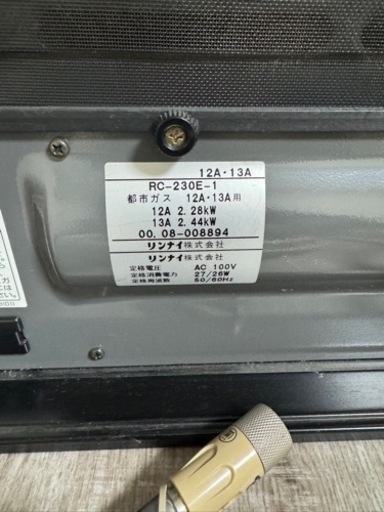 12A・13A
RC-230E-1
都市ガス 12A・13A用
12A 2.28kW
13A 2.44kW
00.08-008894
リンナイ株式会社
リンナイ株式会社
定格電圧 AC 100V
定格消費電力 27/26W
定格周波数 50/60Hz